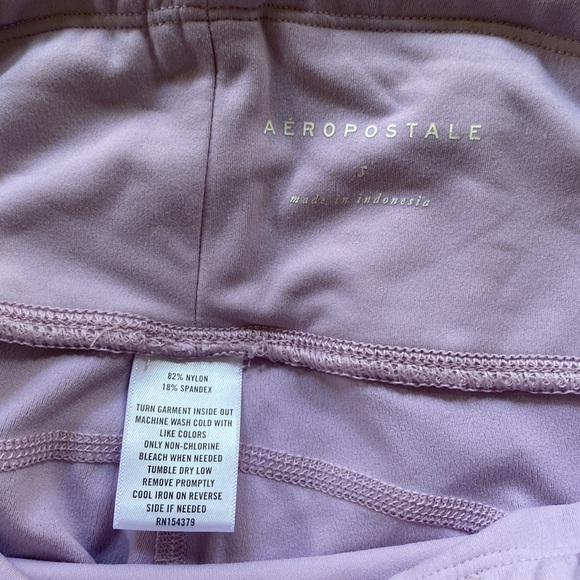 AÉROPOSTALE
S
made in indonesia
82% NYLON
18% SPANDEX
TURN GARMENT INSIDE OUT
MACHINE WASH COLD WITH
LIKE COLORS
ONLY NON-CHLORINE
BLEACH WHEN NEEDED
TUMBLE DRY LOW
REMOVE PROMPTLY
COOL IRON ON REVERSE
SIDE IF NEEDED
RN154379